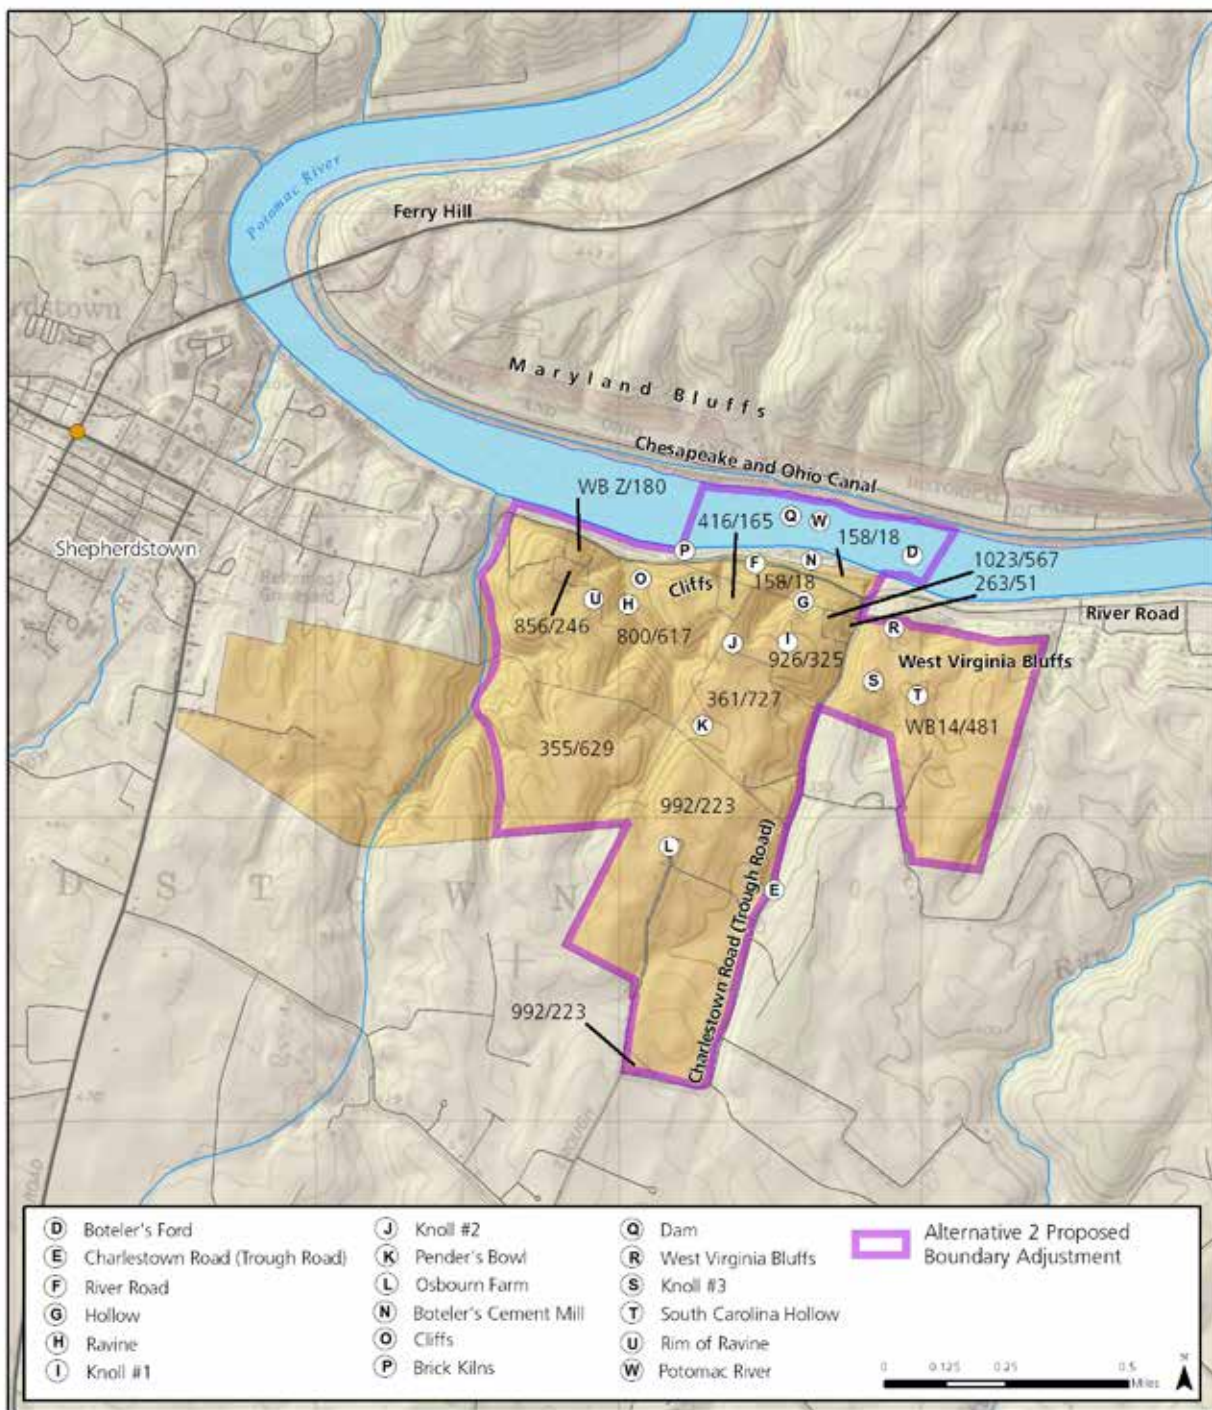 Potomac River
Ferry Hill
rdstown
Maryland Bluffs
Chesapeake and Ohio Canal
AND
HISTORICAL
WB Z/180
416/165
Q
W
158/18
Shepherdstown
P
F
N
D
1023/567
263/51
O
Cliffs
158/18
U
H
G
River Road
856/246
800/617
J
I
R
926/325
West Virginia Bluffs
S
T
361/727
K
WB14/481
355/629
992/223
L
Charlestown Road (Trough Road)
E
D S T C W N
992/223
ROAD
D Boteler's Ford
E Charlestown Road (Trough Road)
F River Road
G Hollow
H Ravine
I Knoll #1
J Knoll #2
K Pender's Bowl
L Osbourn Farm
N Boteler's Cement Mill
O Cliffs
P Brick Kilns
Q Dam
R West Virginia Bluffs
S Knoll #3
T South Carolina Hollow
U Rim of Ravine
W Potomac River
Alternative 2 Proposed
Boundary Adjustment
0 0.125 0.25 0.5
Miles
N